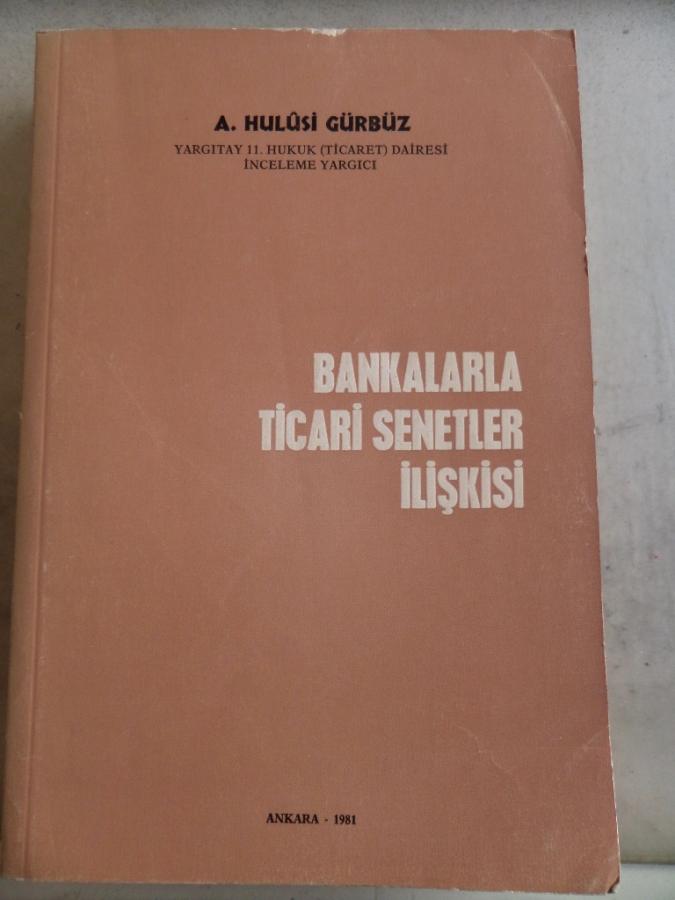 A. HULÛSİ GÜRBÜZ
YARGITAY 11. HUKUK (TİCARET) DAİRESİ
İNCELEME YARGICI
BANKALARLA
TİCARİ SENETLER
İLİŞKİSİ
ANKARA - 1981